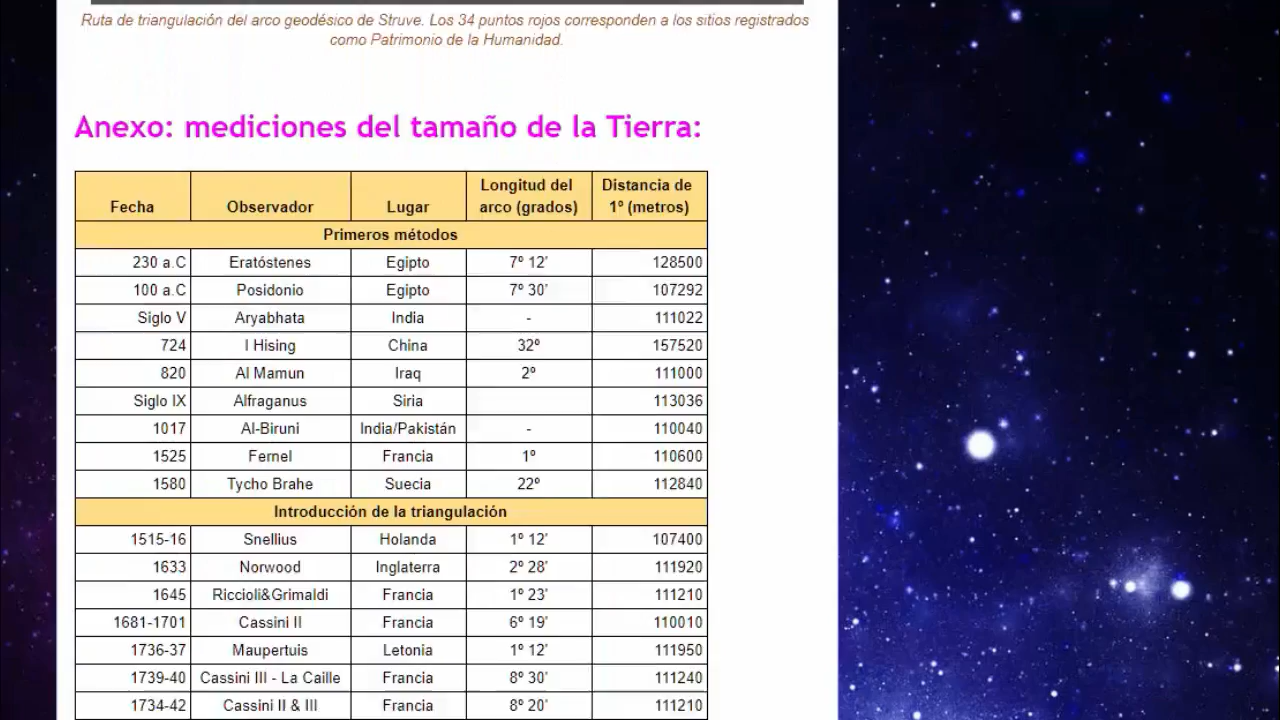 Ruta de triangulación del arco geodésico de Struve. Los 34 puntos rojos corresponden a los sitios registrados
como Patrimonio de la Humanidad.
Anexo: mediciones del tamaño de la Tierra:
Fecha Observador Lugar Longitud del arco (grados) Distancia de 1º (metros)
Primeros métodos
230 a.C Eratóstenes Egipto 7º 12' 128500
100 a.C Posidonio Egipto 7º 30' 107292
Siglo V Aryabhata India - 111022
724 I Hising China 32º 157520
820 Al Mamun Iraq 2º 111000
Siglo IX Alfraganus Siria 113036
1017 Al-Biruni India/Pakistán - 110040
1525 Fernel Francia 1º 110600
1580 Tycho Brahe Suecia 22º 112840
Introducción de la triangulación
1515-16 Snellius Holanda 1º 12' 107400
1633 Norwood Inglaterra 2º 28' 111920
1645 Riccioli&Grimaldi Francia 1º 23' 111210
1681-1701 Cassini II Francia 6º 19' 110010
1736-37 Maupertuis Letonia 1º 12' 111950
1739-40 Cassini III - La Caille Francia 8º 30' 111240
1734-42 Cassini II & III Francia 8º 20' 111210